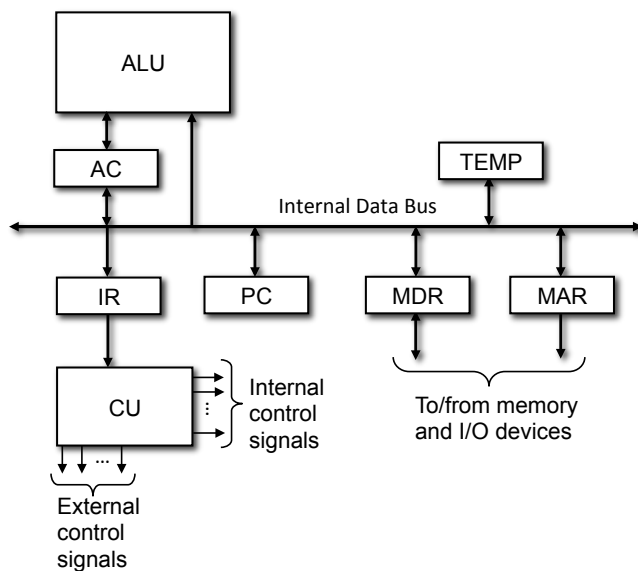 ALU
AC
TEMP
Internal Data Bus
IR
PC
MDR
MAR
CU
...
Internal
control
signals
To/from memory
and I/O devices
...
External
control
signals